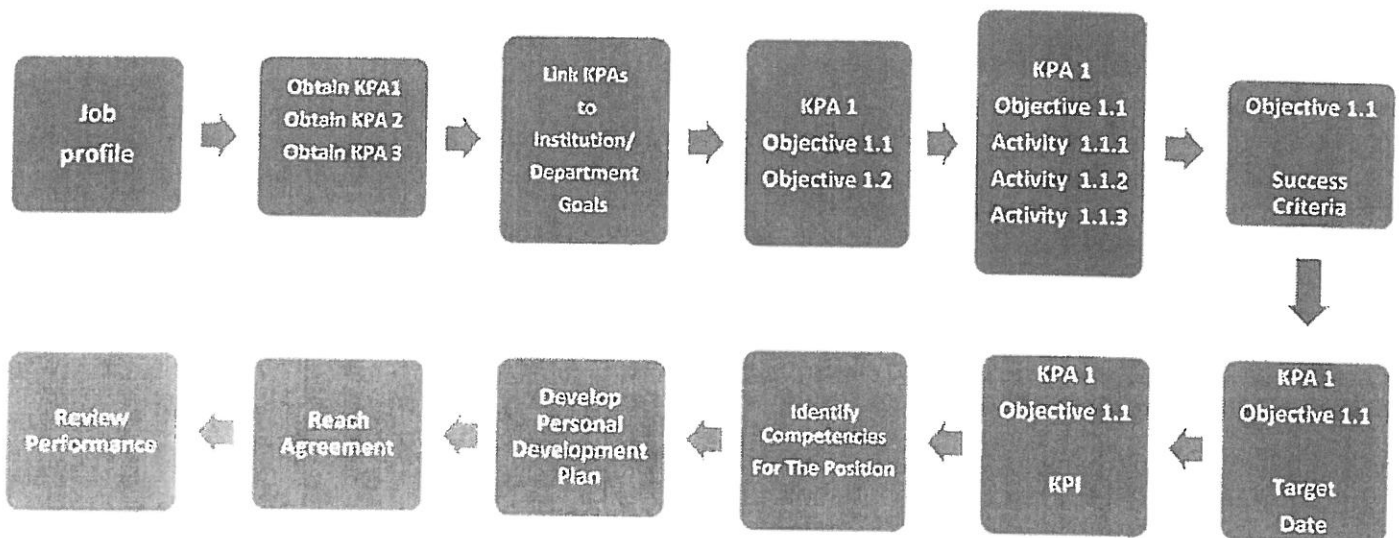 Job
profile
Obtain KPA1
Obtain KPA 2
Obtain KPA 3
Link KPAs
to
Institution/
Department
Goals
KPA 1
Objective 1.1
Objective 1.2
KPA 1
Objective 1.1
Activity 1.1.1
Activity 1.1.2
Activity 1.1.3
Objective 1.1
Success
Criteria
KPA 1
Objective 1.1
Target
Date
KPA 1
Objective 1.1
KPI
Identify
Competencies
For The Position
Develop
Personal
Development
Plan
Reach
Agreement
Review
Performance